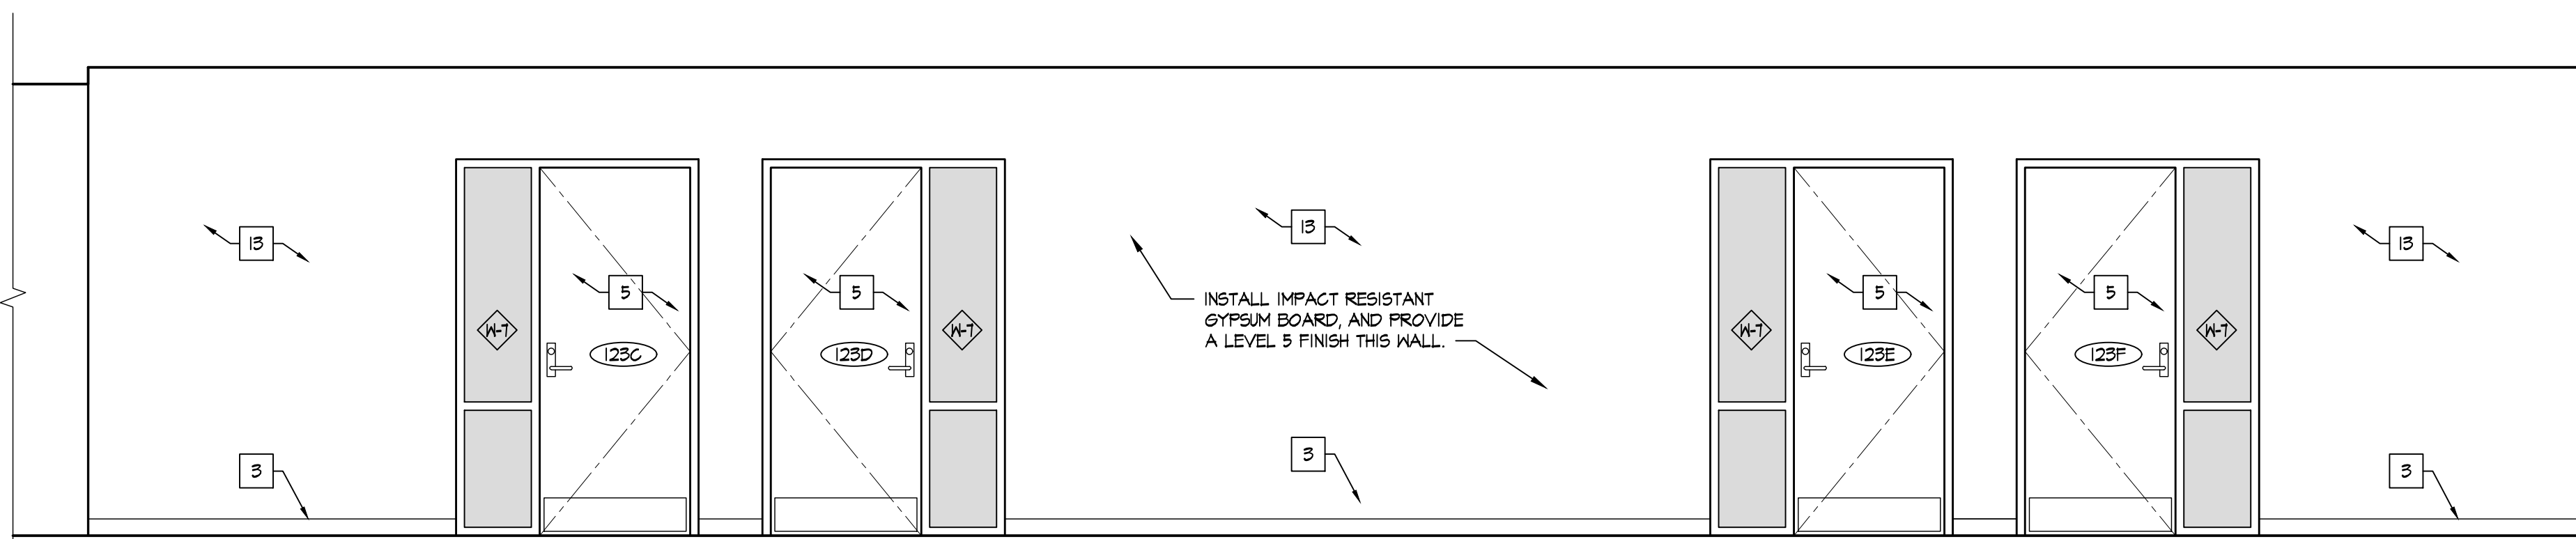 13
3
W-7
5
123C
5
123D
W-7
13
INSTALL IMPACT RESISTANT
GYPSUM BOARD, AND PROVIDE
A LEVEL 5 FINISH THIS WALL.
3
W-7
5
123E
5
123F
W-7
13
3